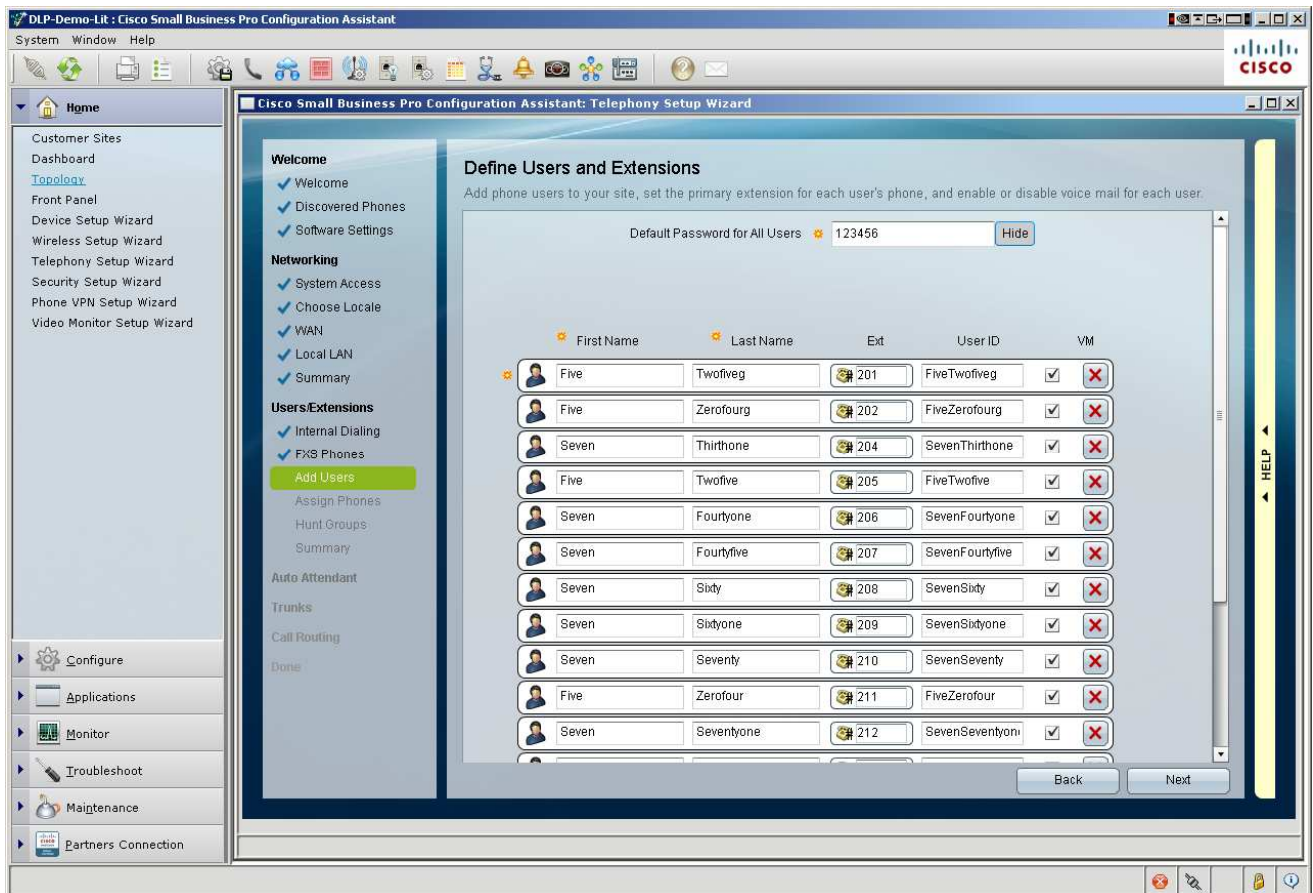 DLP-Demo-Lit : Cisco Small Business Pro Configuration Assistant
System Window Help
CISCO
Home
Customer Sites
Dashboard
Topology
Front Panel
Device Setup Wizard
Wireless Setup Wizard
Telephony Setup Wizard
Security Setup Wizard
Phone VPN Setup Wizard
Video Monitor Setup Wizard
Configure
Applications
Monitor
Troubleshoot
Maintenance
Partners Connection
Cisco Small Business Pro Configuration Assistant: Telephony Setup Wizard
Welcome
Welcome
Discovered Phones
Software Settings
Networking
System Access
Choose Locale
WAN
Local LAN
Summary
Users/Extensions
Internal Dialing
FXS Phones
Add Users
Assign Phones
Hunt Groups
Summary
Auto Attendant
Trunks
Call Routing
Done
Define Users and Extensions
Add phone users to your site, set the primary extension for each user's phone, and enable or disable voice mail for each user.
Default Password for All Users 123456 Hide
First Name Last Name Ext User ID VM
Five Twofiveg 201 FiveTwofiveg
Five Zerofourg 202 FiveZerofourg
Seven Thirthone 204 SevenThirthone
Five Twofive 205 FiveTwofive
Seven Fourtyone 206 SevenFourtyone
Seven Fourtyfive 207 SevenFourtyfive
Seven Sixty 208 SevenSixty
Seven Sixtyone 209 SevenSixtyone
Seven Seventy 210 SevenSeventy
Five Zerofour 211 FiveZerofour
Seven Seventyone 212 SevenSeventyon
Back Next
HELP